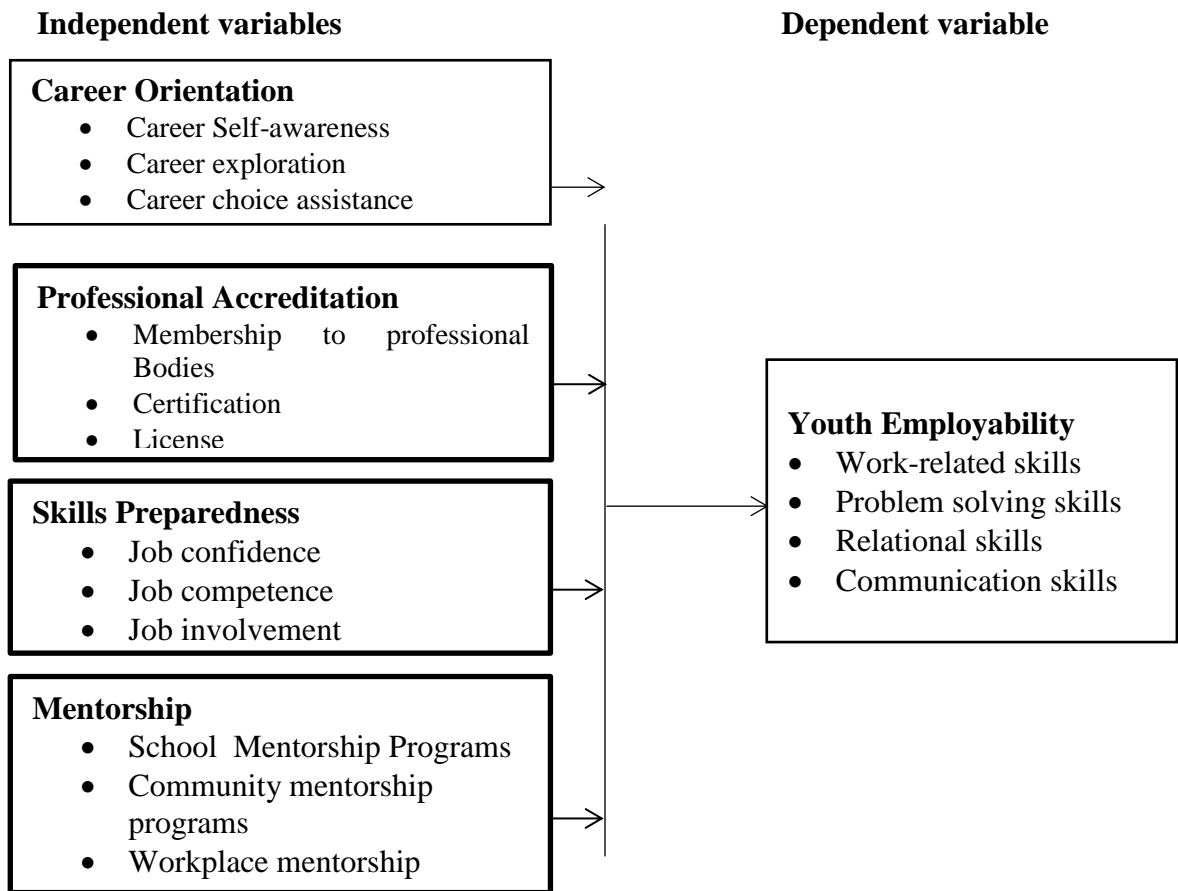 Independent variables
Dependent variable
Career Orientation
• Career Self-awareness
• Career exploration
• Career choice assistance
Professional Accreditation
• Membership to professional
Bodies
• Certification
• License
Skills Preparedness
• Job confidence
• Job competence
• Job involvement
Mentorship
• School Mentorship Programs
• Community mentorship
programs
• Workplace mentorship
Youth Employability
• Work-related skills
• Problem solving skills
• Relational skills
• Communication skills